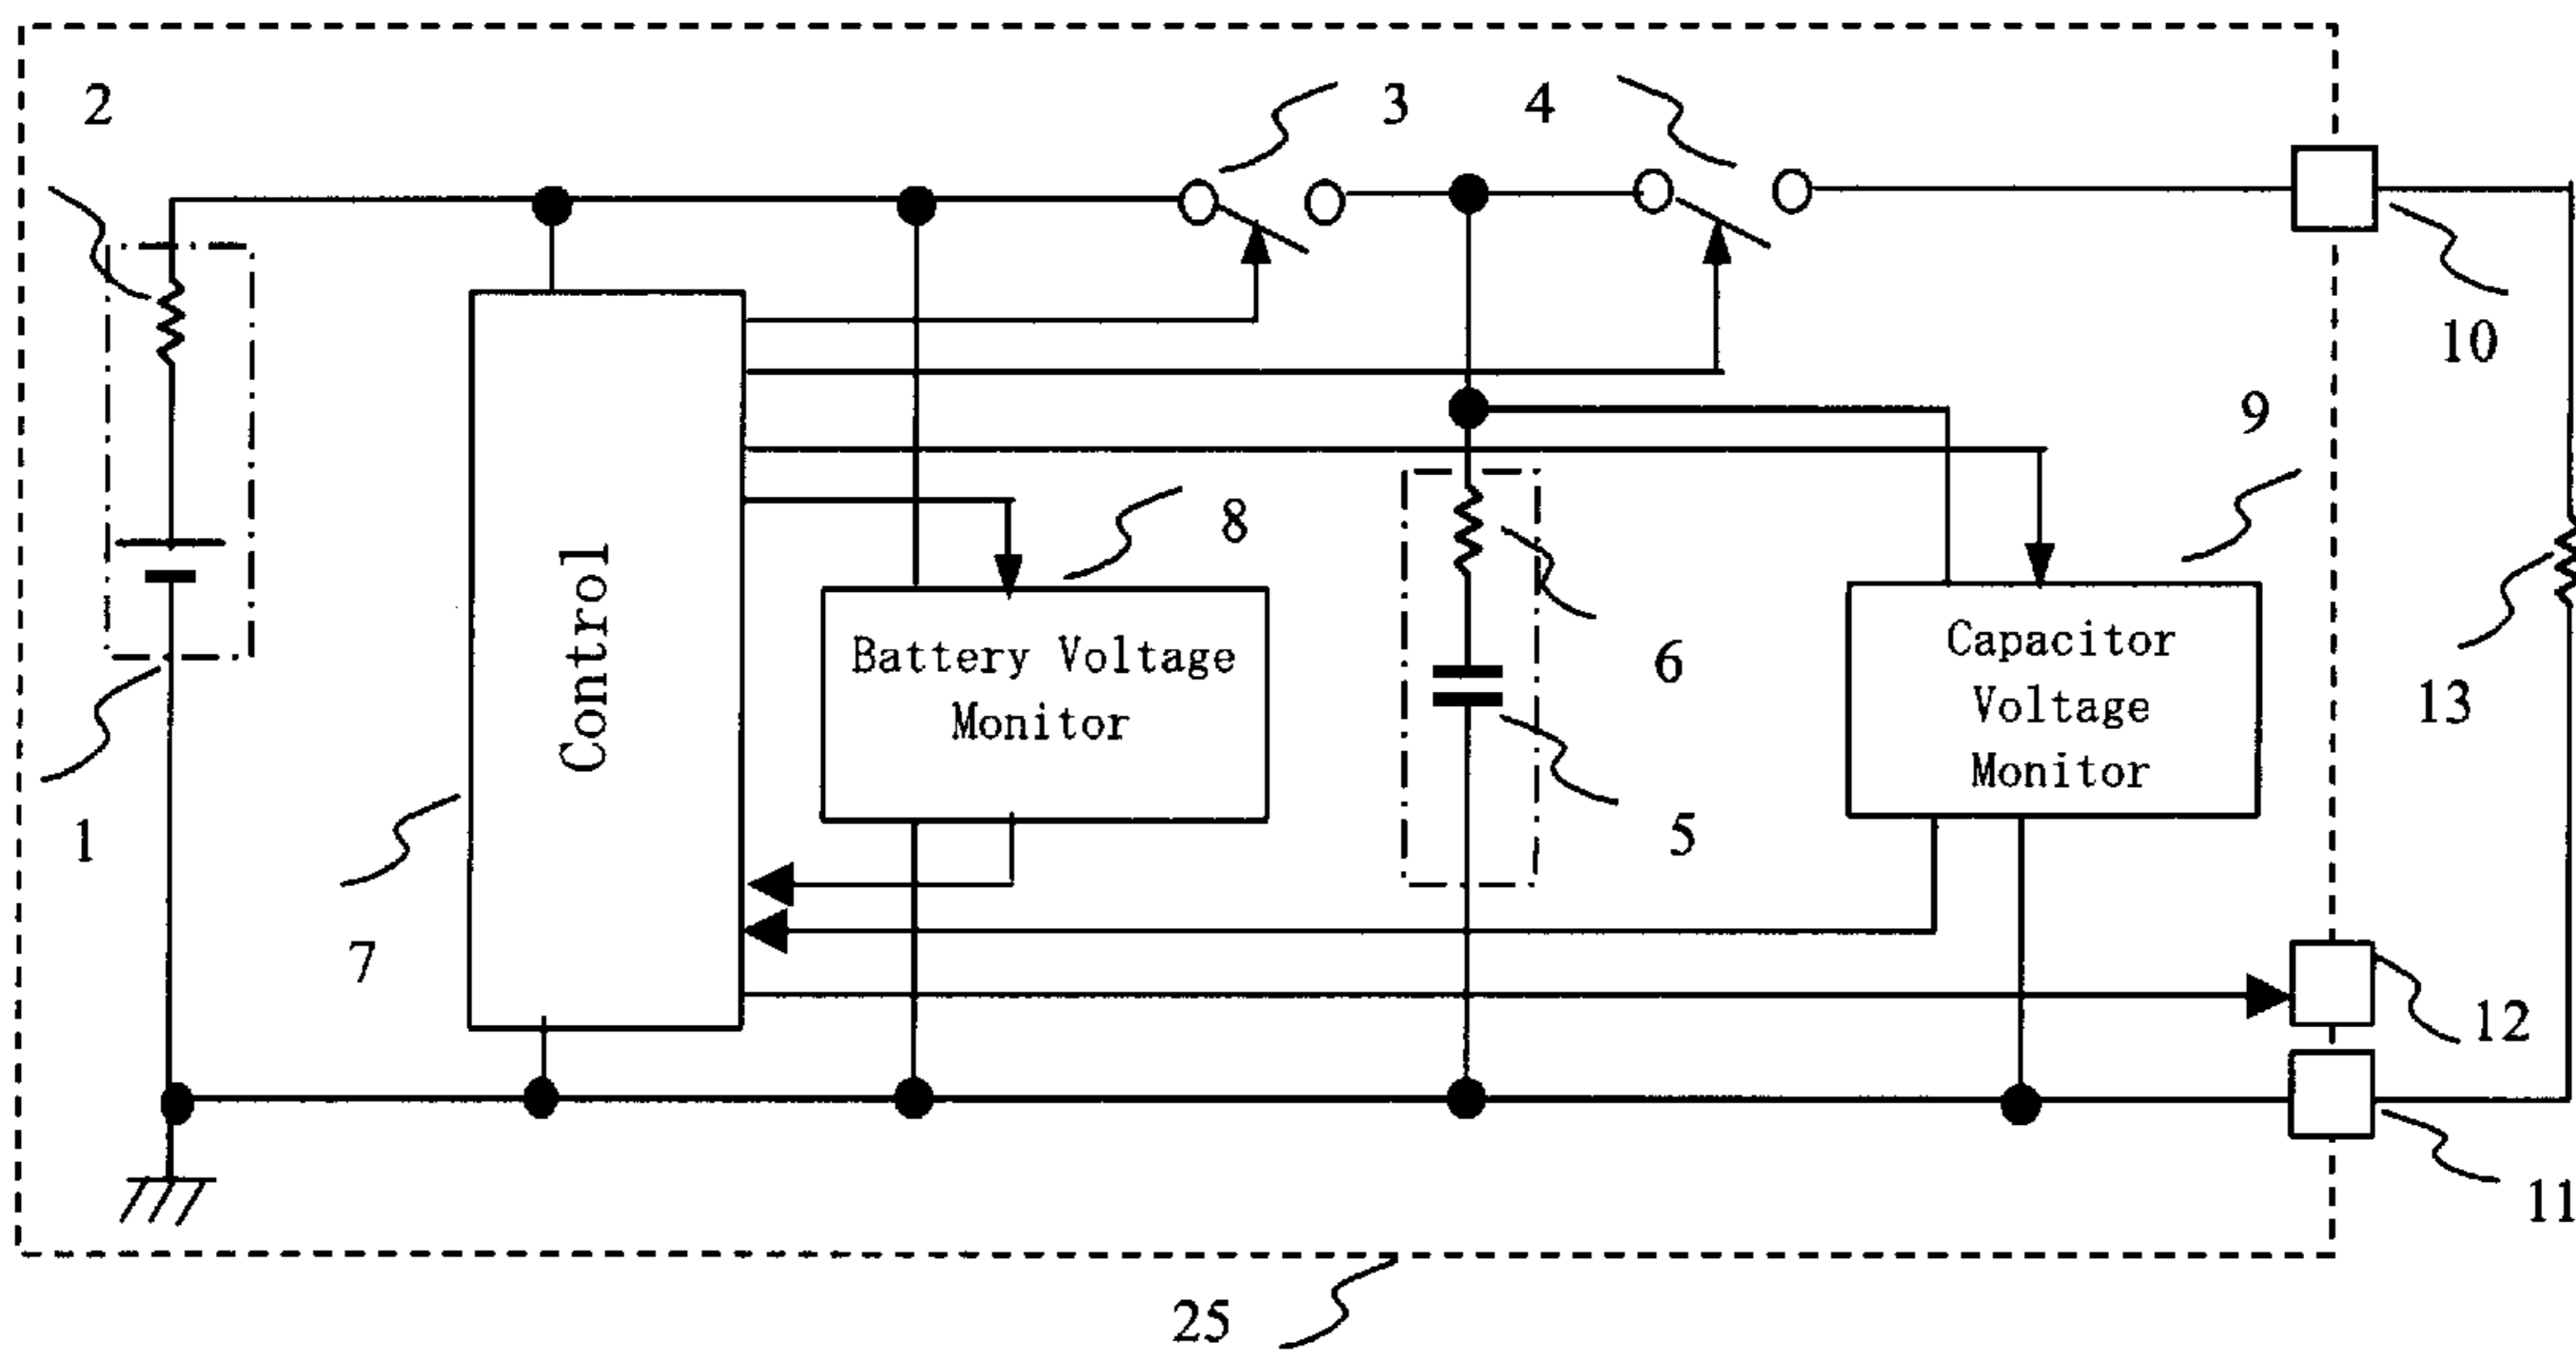 2
3
4
10
9
8
Control
Battery Voltage
Monitor
6
Capacitor
Voltage
Monitor
13
1
5
7
12
11
25